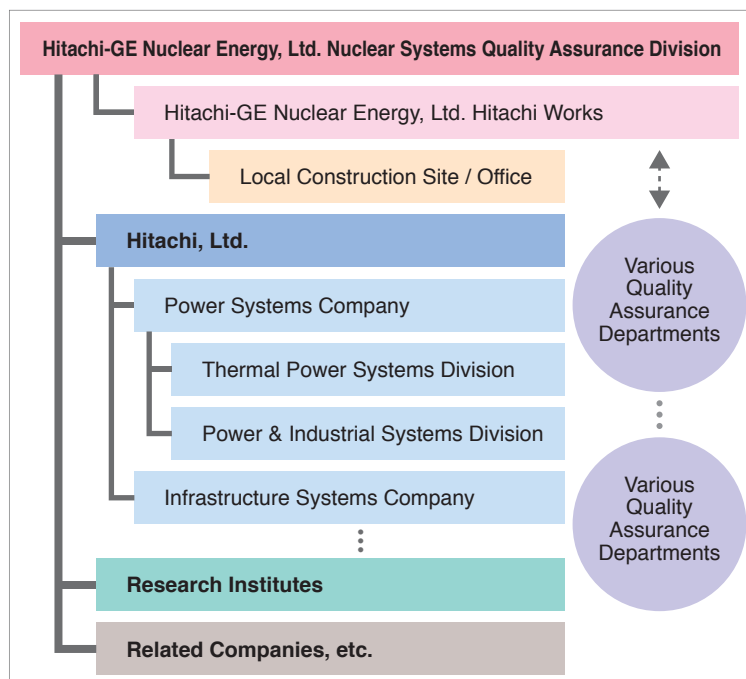 Hitachi-GE Nuclear Energy, Ltd. Nuclear Systems Quality Assurance Division
Hitachi-GE Nuclear Energy, Ltd. Hitachi Works
Local Construction Site / Office
Hitachi, Ltd.
Power Systems Company
Thermal Power Systems Division
Power & Industrial Systems Division
Infrastructure Systems Company
Research Institutes
Related Companies, etc.
Various
Quality
Assurance
Departments
Various
Quality
Assurance
Departments